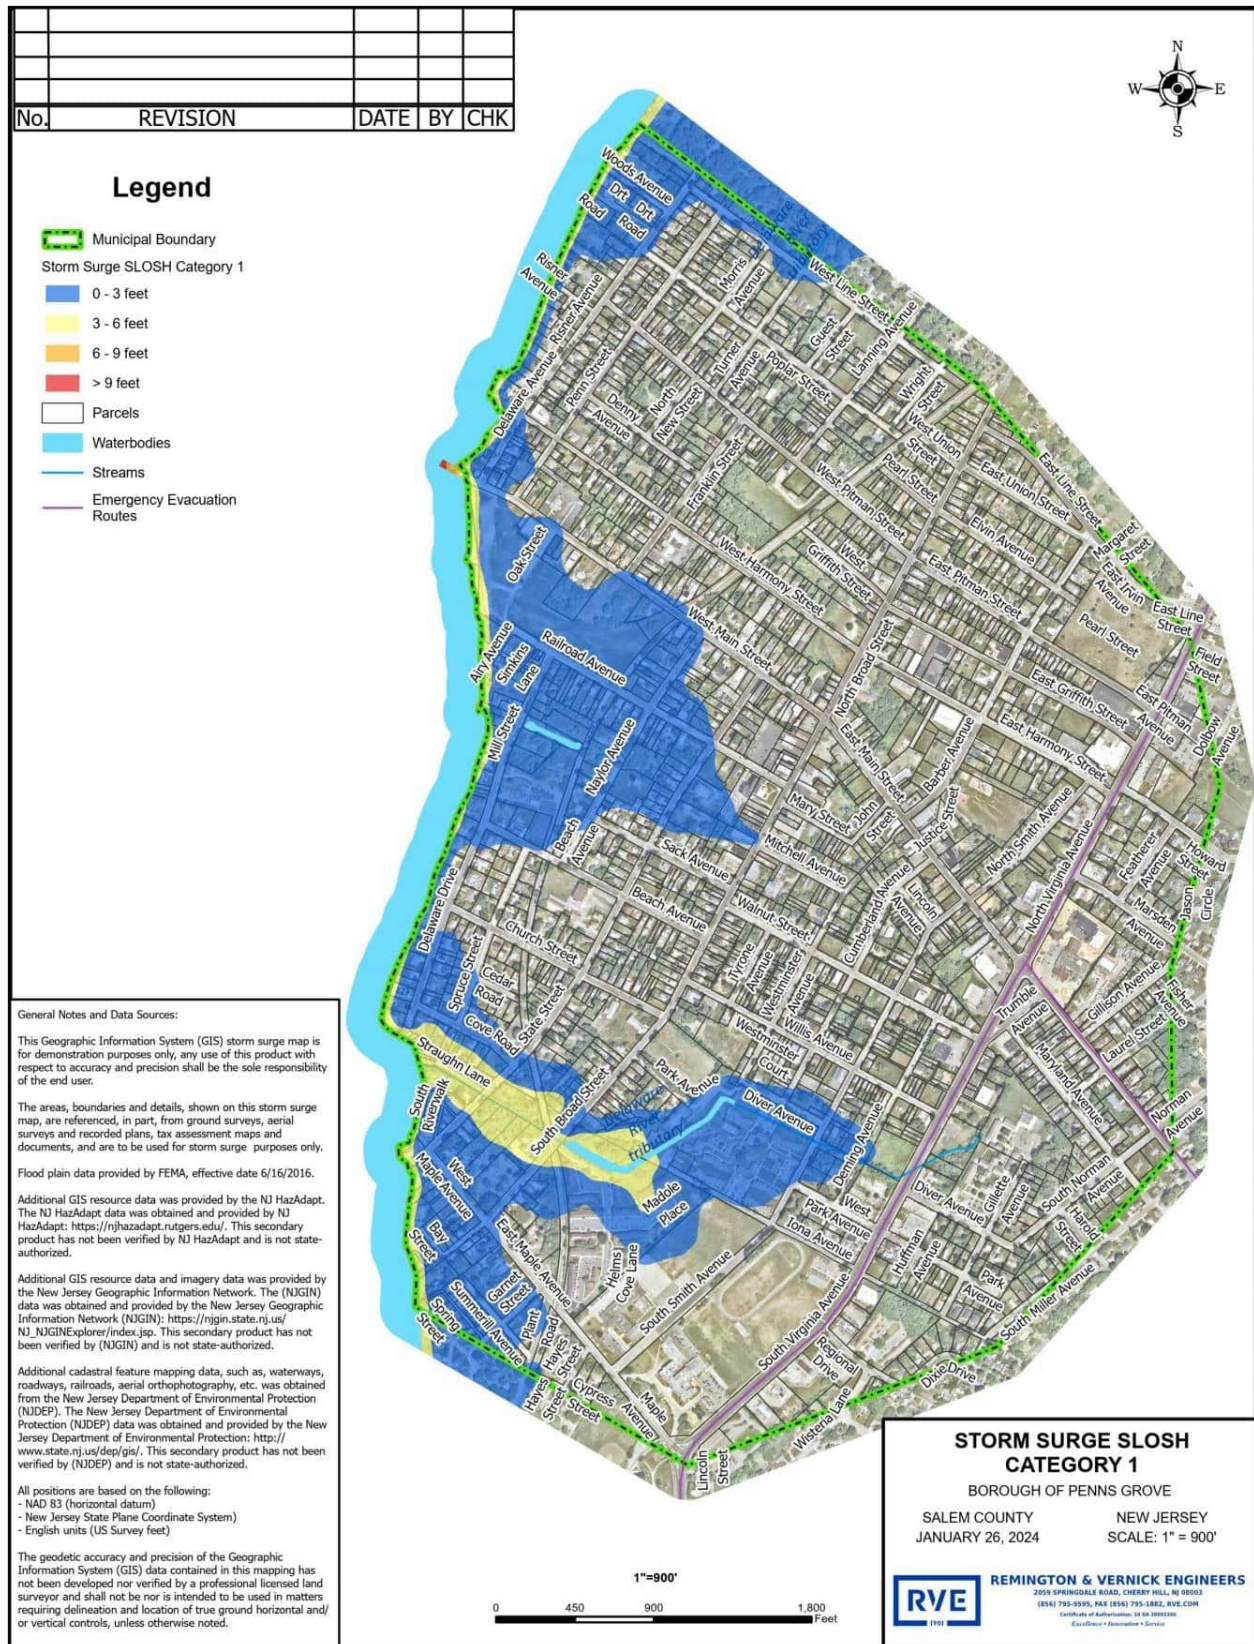 No. REVISION DATE BY CHK
N
W E
S
Legend
Municipal Boundary
Storm Surge SLOSH Category 1
0 - 3 feet
3 - 6 feet
6 - 9 feet
> 9 feet
Parcels
Waterbodies
Streams
Emergency Evacuation
Routes
Woods Avenue
Drt
Road
Drt
Road
Risner
Avenue
Risner Avenue
Delaware Avenue
Penn Street
Morris
Avenue
West Line Street
Guest
Street
Lanning Avenue
Turner
Avenue
Poplar Street
Wright
Street
North
New Street
Denny
Avenue
West Union
Street
Pearl Street
East Union Street
East Line Street
Franklin Street
West Pitman Street
Elvin Avenue
Margaret
Street
East Irvin
Avenue
East Line
Street
Oak Street
West Harmony Street
West
Griffith Street
East Pitman Street
Pearl Street
Field
Street
West Main Street
North Broad Street
Airy Avenue
Simkins
Lane
Railroad Avenue
East Griffith Street
East Pitman
Avenue
Dolbow
Avenue
Mill Street
Naylor Avenue
East Main Street
Barber Avenue
East Harmony Street
Mary Street
John
Street
Justice Street
North Smith Avenue
North Virginia Avenue
Featherer
Avenue
Howard
Street
Beach
Avenue
Sack Avenue
Mitchell Avenue
Delaware Drive
Beach Avenue
Walnut Street
Cumberland Avenue
Lincoln
Avenue
Marsden
Avenue
Jason
Circle
Church Street
Spruce Street
Cedar
Road
State Street
Tyrone
Avenue
Westminster
Avenue
Willis Avenue
Trumble
Avenue
Gillison Avenue
Fisher
Avenue
Laurel Street
Cove Road
Straughn Lane
Westminster
Court
Park Avenue
Maryland Avenue
South
Riverwalk
South Broad Street
Delaware
River
tributary
Diver Avenue
Norman
Avenue
Deming Avenue
West
Maple Avenue
Madole
Place
West
Park Avenue
Iona Avenue
Diver Avenue
Gillette
Avenue
South Norman
Avenue
Harold
Street
Bay
Street
East Maple Avenue
Helms
Cove Lane
South Smith Avenue
Huffman
Avenue
Park
Avenue
South Miller Avenue
Garnet
Street
Summerill Avenue
Plant
Road
Spring
Street
Hayes
Street
Hayes
Street
Cypress
Street
Maple
Avenue
South Virginia Avenue
Regional
Drive
Dixie Drive
Wisteria Lane
Lincoln
Street
General Notes and Data Sources:
This Geographic Information System (GIS) storm surge map is
for demonstration purposes only, any use of this product with
respect to accuracy and precision shall be the sole responsibility
of the end user.
The areas, boundaries and details, shown on this storm surge
map, are referenced, in part, from ground surveys, aerial
surveys and recorded plans, tax assessment maps and
documents, and are to be used for storm surge purposes only.
Flood plain data provided by FEMA, effective date 6/16/2016.
Additional GIS resource data was provided by the NJ HazAdapt.
The NJ HazAdapt data was obtained and provided by NJ
HazAdapt: https://njhazadapt.rutgers.edu/. This secondary
product has not been verified by NJ HazAdapt and is not state-
authorized.
Additional GIS resource data and imagery data was provided by
the New Jersey Geographic Information Network. The (NJGIN)
data was obtained and provided by the New Jersey Geographic
Information Network (NJGIN): https://njgin.state.nj.us/
NJ_NJGINExplorer/index.jsp. This secondary product has not
been verified by (NJGIN) and is not state-authorized.
Additional cadastral feature mapping data, such as, waterways,
roadways, railroads, aerial orthophotography, etc. was obtained
from the New Jersey Department of Environmental Protection
(NJDEP). The New Jersey Department of Environmental
Protection (NJDEP) data was obtained and provided by the New
Jersey Department of Environmental Protection: http://
www.state.nj.us/dep/gis/. This secondary product has not been
verified by (NJDEP) and is not state-authorized.
All positions are based on the following:
- NAD 83 (horizontal datum)
- New Jersey State Plane Coordinate System)
- English units (US Survey feet)
The geodetic accuracy and precision of the Geographic
Information System (GIS) data contained in this mapping has
not been developed nor verified by a professional licensed land
surveyor and shall not be nor is intended to be used in matters
requiring delineation and location of true ground horizontal and/
or vertical controls, unless otherwise noted.
1"=900'
0 450 900 1,800
Feet
STORM SURGE SLOSH
CATEGORY 1
BOROUGH OF PENNS GROVE
SALEM COUNTY NEW JERSEY
JANUARY 26, 2024 SCALE: 1" = 900'
RVE
1901
REMINGTON & VERNICK ENGINEERS
2059 SPRINGDALE ROAD, CHERRY HILL, NJ 08003
(856) 795-9595, FAX (856) 795-1882, RVE.COM
Certificate of Authorization:
Excellence • Innovation • Service